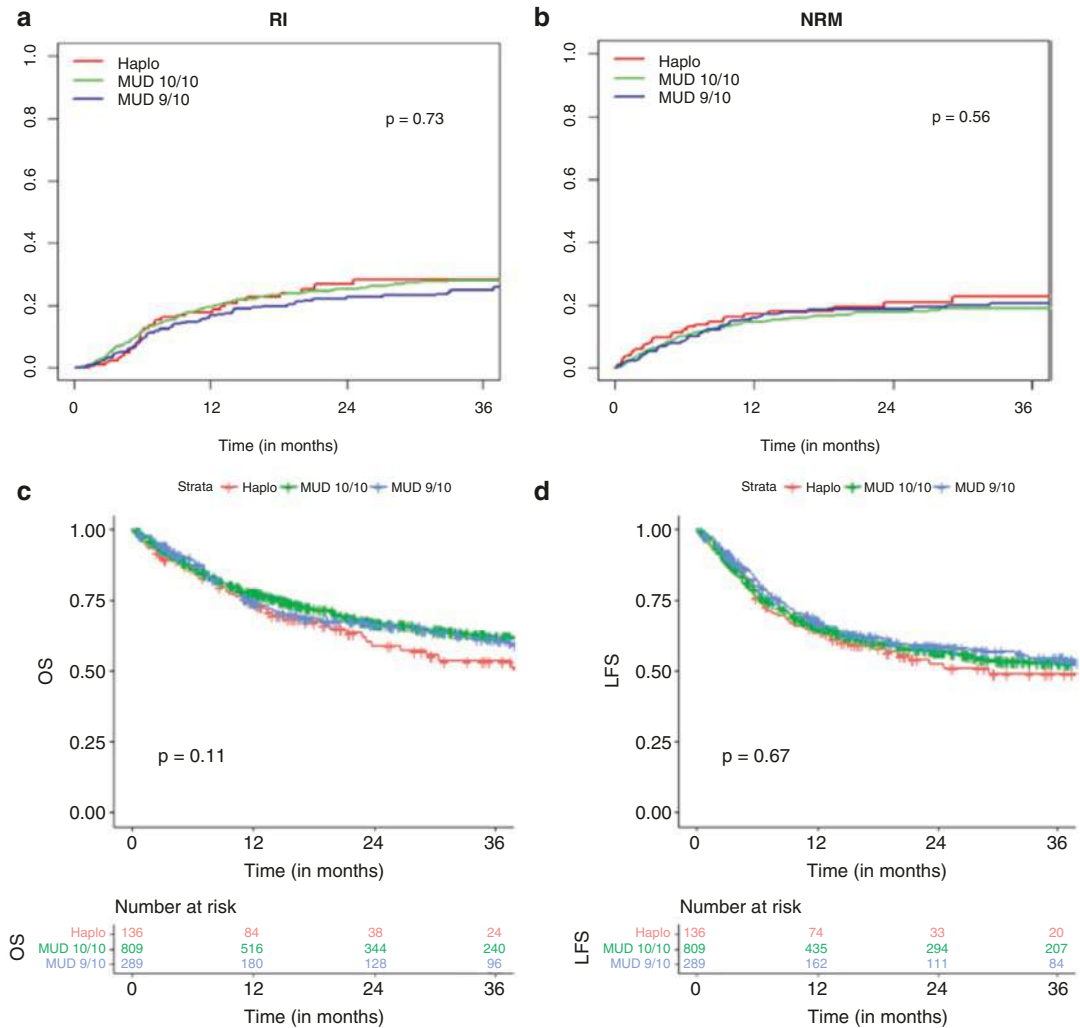 a
RI
1.0
0.8
0.6
0.4
0.2
0.0
Haplo
MUD 10/10
MUD 9/10
p = 0.73
0 12 24 36
Time (in months)
b
NRM
1.0
0.8
0.6
0.4
0.2
0.0
Haplo
MUD 10/10
MUD 9/10
p = 0.56
0 12 24 36
Time (in months)
c
Strata Haplo MUD 10/10 MUD 9/10
1.00
0.75
0.50
0.25
0.00
OS
p = 0.11
0 12 24 36
Time (in months)
Number at risk
OS
Haplo 136 84 38 24
MUD 10/10 809 516 344 240
MUD 9/10 289 180 128 96
0 12 24 36
Time (in months)
d
Strata Haplo MUD 10/10 MUD 9/10
1.00
0.75
0.50
0.25
0.00
LFS
p = 0.67
0 12 24 36
Time (in months)
Number at risk
LFS
Haplo 136 74 33 20
MUD 10/10 809 435 294 207
MUD 9/10 289 162 111 84
0 12 24 36
Time (in months)